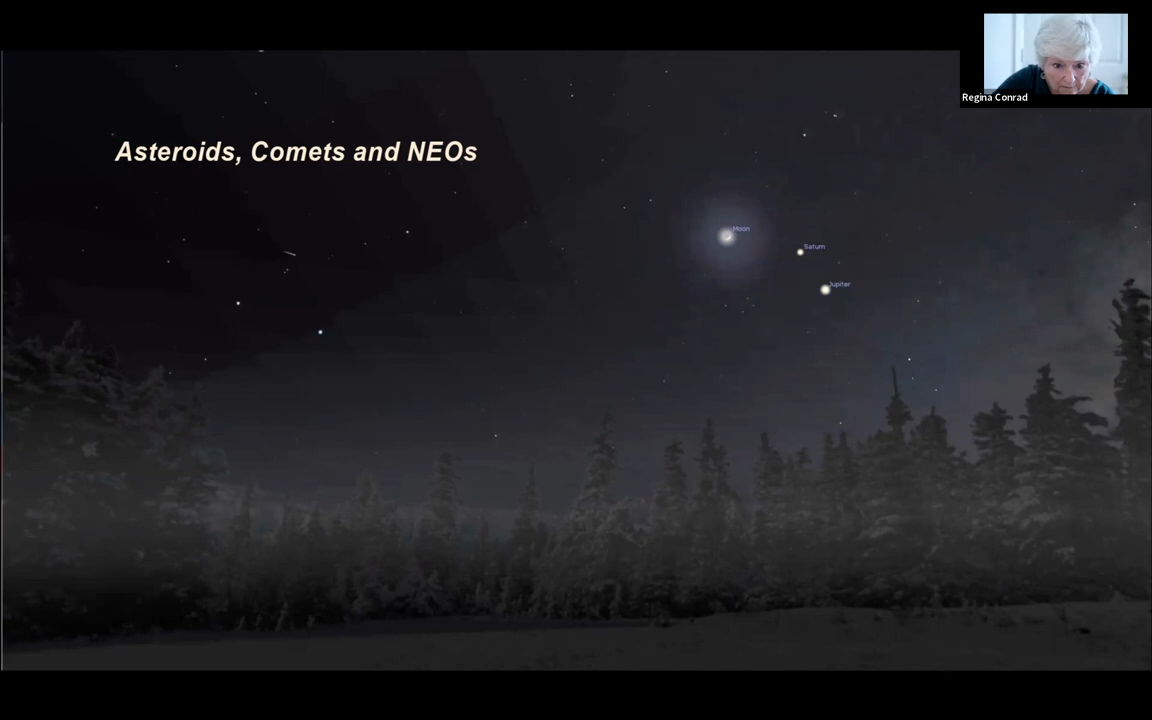 Regina Conrad
Asteroids, Comets and NEOs
Moon
Saturn
Jupiter